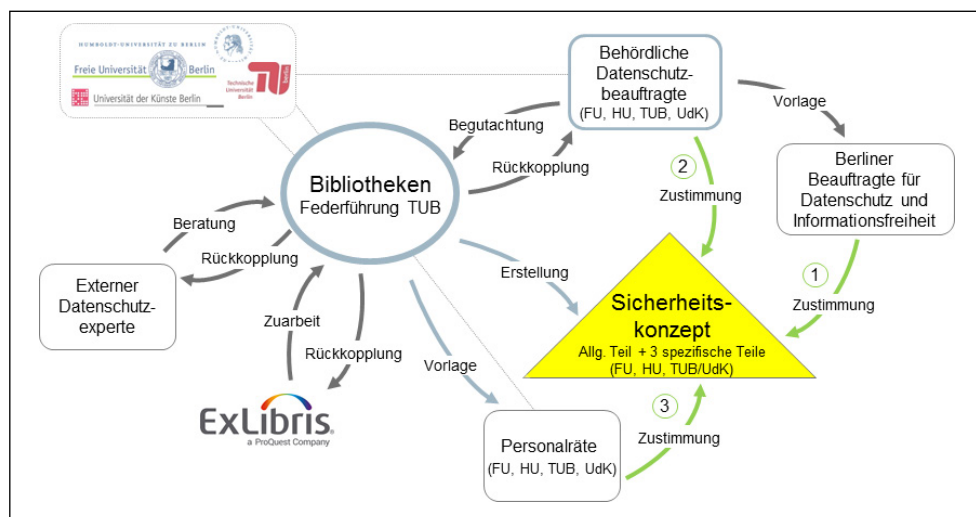 HUMBOLDT-UNIVERSITÄT ZU BERLIN
Freie Universität Berlin
Universität der Künste Berlin
Technische
Universität
Berlin
Behördliche
Datenschutz-
beauftragte
(FU, HU, TUB, UdK)
Vorlage
Begutachtung
Rückkopplung
Bibliotheken
Federführung TUB
2
Zustimmung
Berliner
Beauftragte für
Datenschutz und
Informationsfreiheit
Beratung
Rückkopplung
Externer
Datenschutz-
experte
Erstellung
1
Zustimmung
Sicherheits-
konzept
Allg. Teil + 3 spezifische Teile
(FU, HU, TUB/UdK)
Zuarbeit
Rückkopplung
Vorlage
ExLibris
a ProQuest Company
3
Zustimmung
Personalräte
(FU, HU, TUB, UdK)